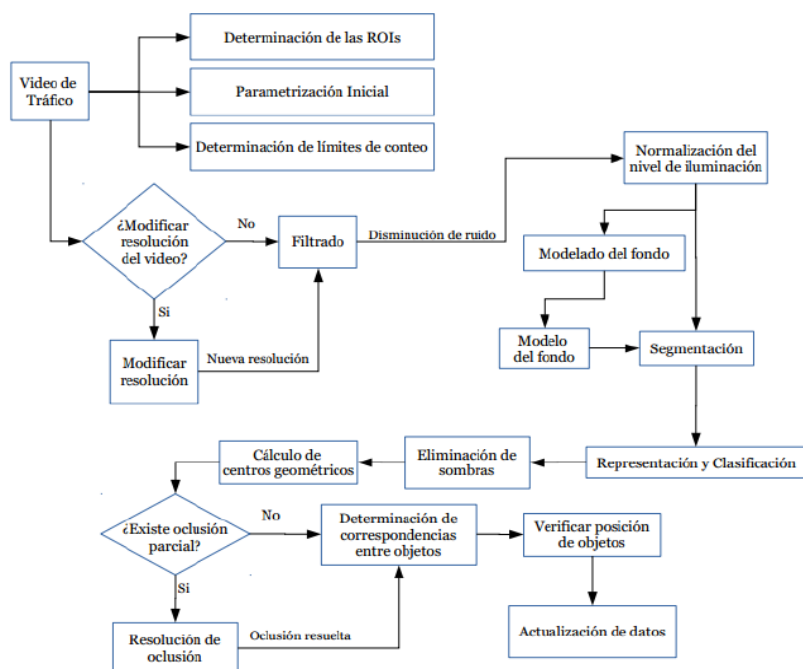 Determinación de las ROIs
Video de
Tráfico
Parametrización Inicial
Determinación de límites de conteo
Normalización del
nivel de iluminación
¿Modificar
resolución
del video?
No
Filtrado
Disminución de ruido
Modelado del fondo
Si
Modificar
resolución
Nueva resolución
Modelo
del fondo
Segmentación
Cálculo de
centros geométricos
Eliminación de
sombras
Representación y Clasificación
¿Existe oclusión
parcial?
No
Determinación de
correspondencias
entre objetos
Verificar posición
de objetos
Si
Resolución de
oclusión
Oclusión resuelta
Actualización de datos